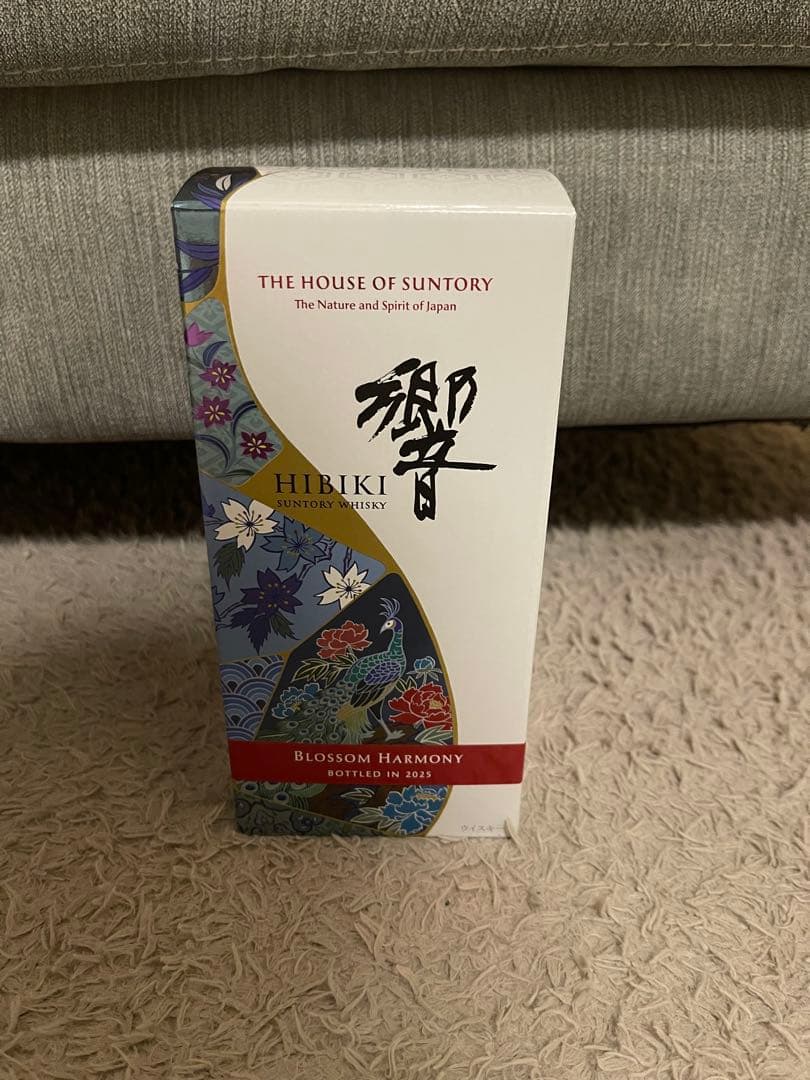 THE HOUSE OF SUNTORY
The Nature and Spirit of Japan
響
HIBIKI
SUNTORY WHISKY
BLOSSOM HARMONY
BOTTLED IN 2025
ウイスキー